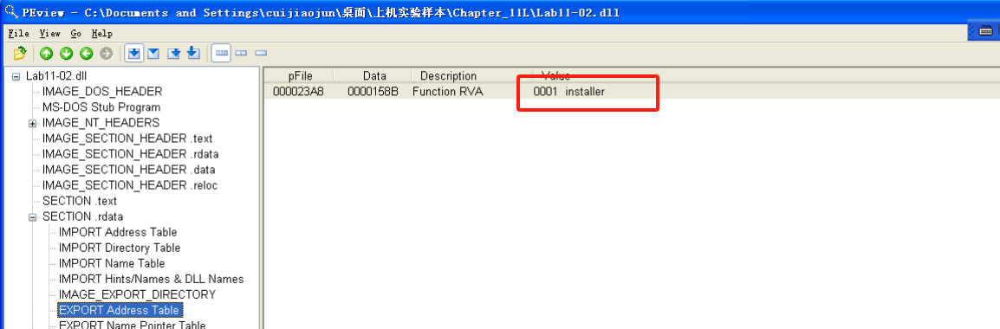 PEview - C:\Documents and Settings\cuijiaojun\桌面\上机实验样本\Chapter_11L\Lab11-02.dll
File View Go Help
Lab11-02.dll
IMAGE_DOS_HEADER
MS-DOS Stub Program
IMAGE_NT_HEADERS
IMAGE_SECTION_HEADER .text
IMAGE_SECTION_HEADER .rdata
IMAGE_SECTION_HEADER .data
IMAGE_SECTION_HEADER .reloc
SECTION .text
SECTION .rdata
IMPORT Address Table
IMPORT Directory Table
IMPORT Name Table
IMPORT Hints/Names & DLL Names
IMAGE_EXPORT_DIRECTORY
EXPORT Address Table
EXPORT Name Pointer Table
pFile Data Description Value
000023A8 0000158B Function RVA 0001 installer